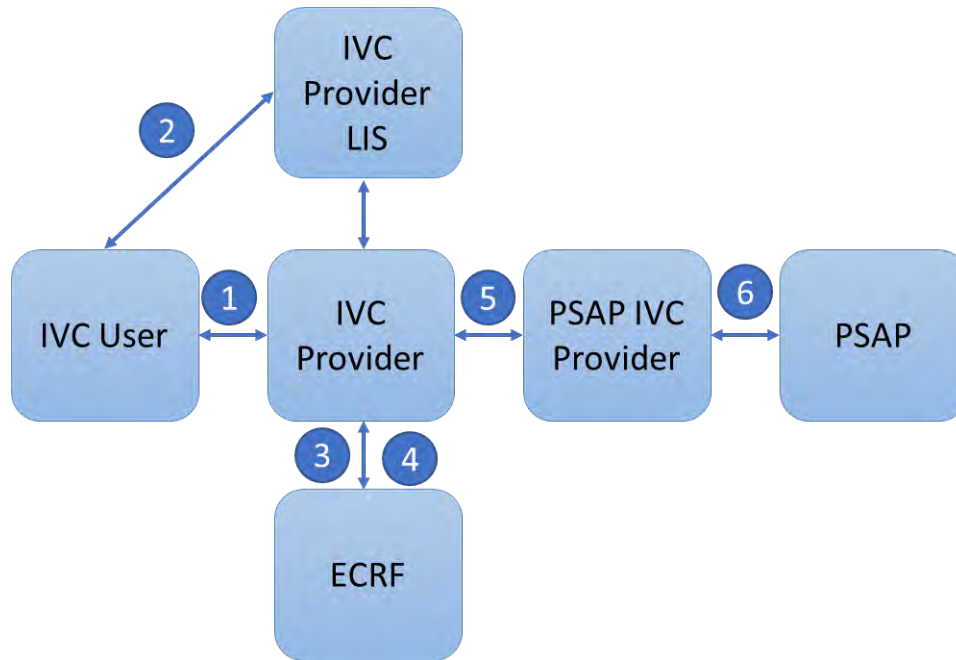 IVC
Provider
LIS
2
IVC User
1
IVC
Provider
5
PSAP IVC
Provider
6
PSAP
3
4
ECRF